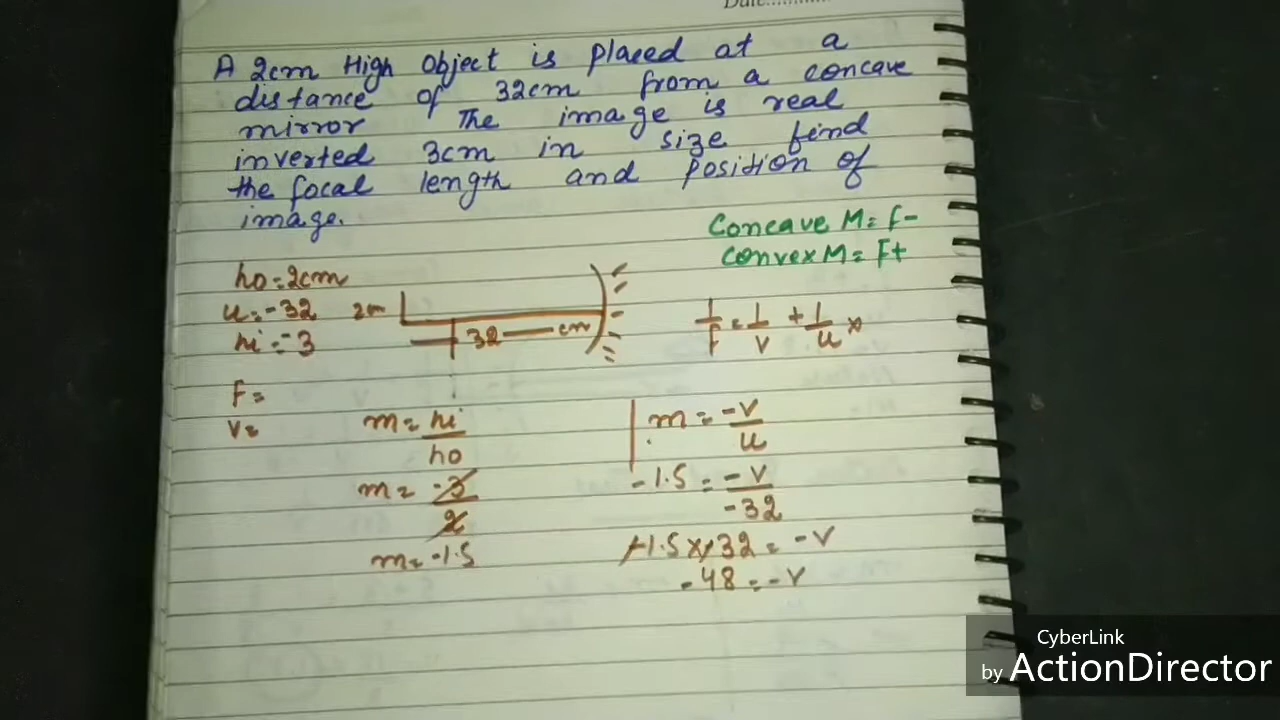 Date..............
A 2cm High Object is placed at a
distance of 32cm from a concave
mirror The image is real
inverted 3cm in size find
the focal length and position of
image.
Concave M = f-
Convex M = F+
ho = 2cm
u = -32
hi = -3
2cm
32 cm
1/f = 1/v + 1/u
F =
v =
m = hi/ho
m = -3/2
m = -1.5
m = -v/u
-1.5 = -v/-32
-1.5 x -32 = -v
-48 = -v
CyberLink
by ActionDirector